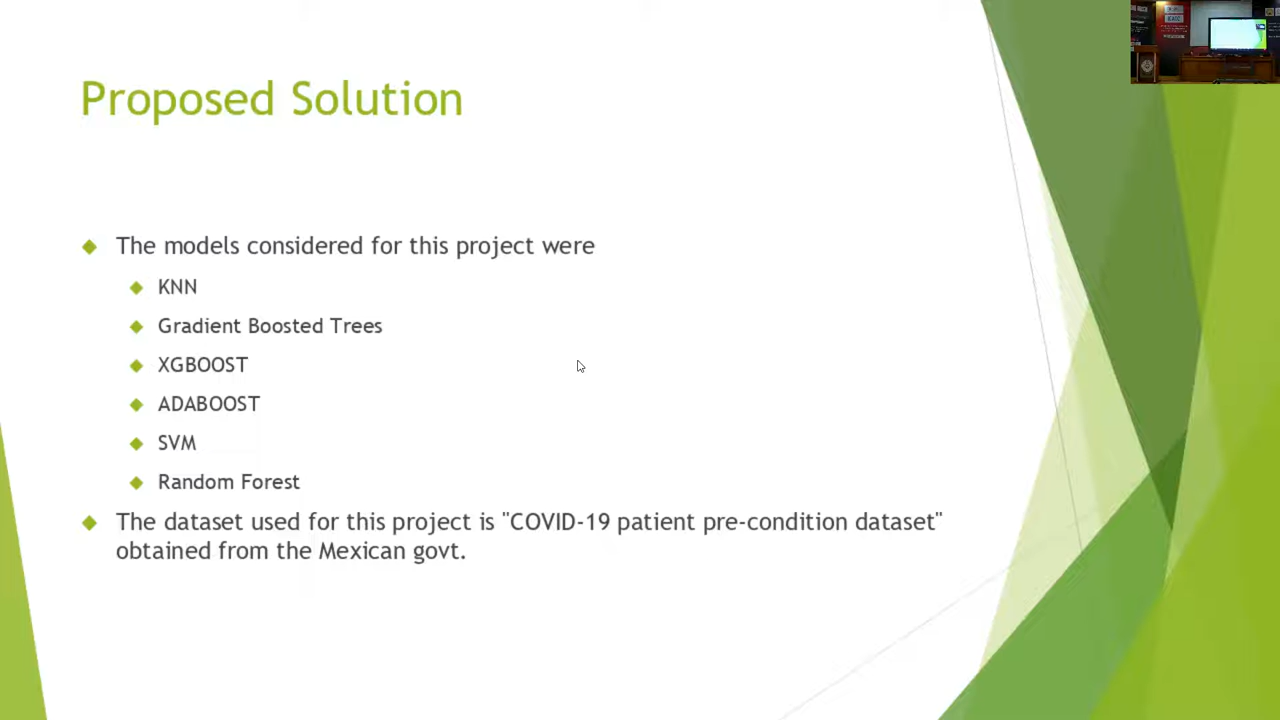 Proposed Solution
The models considered for this project were
KNN
Gradient Boosted Trees
XGBOOST
ADABOOST
SVM
Random Forest
The dataset used for this project is "COVID-19 patient pre-condition dataset"
obtained from the Mexican govt.